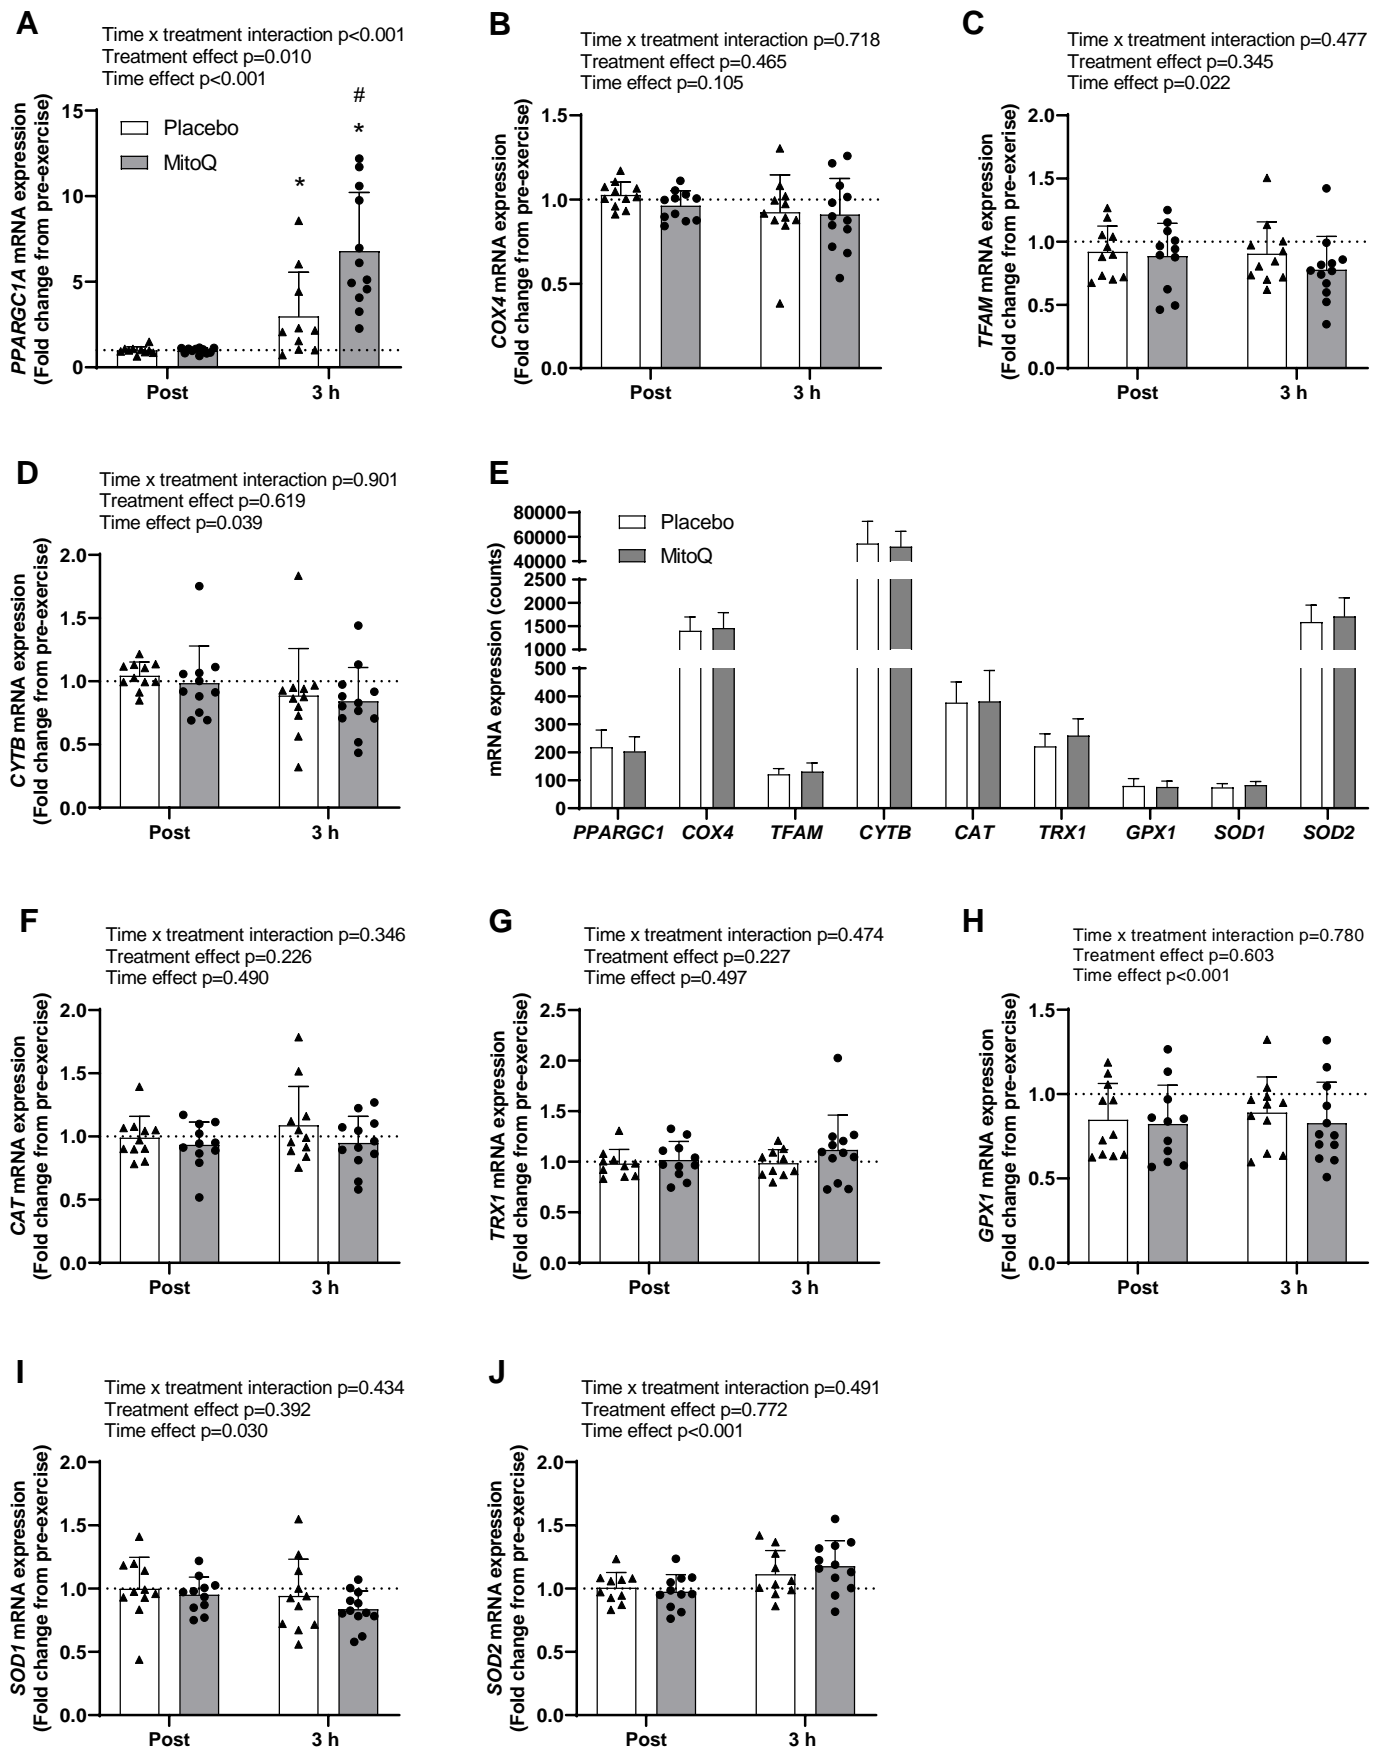 A
Time x treatment interaction p<0.001
Treatment effect p=0.010
Time effect p<0.001
PPARGC1A mRNA expression
(Fold change from pre-exercise)
15
10
5
0
Placebo
MitoQ
*
#
*
Post
3 h
B
Time x treatment interaction p=0.718
Treatment effect p=0.465
Time effect p=0.105
COX4 mRNA expression
(Fold change from pre-exercise)
1.5
1.0
0.5
0.0
Post
3 h
C
Time x treatment interaction p=0.477
Treatment effect p=0.345
Time effect p=0.022
TFAM mRNA expression
(Fold change from pre-exerise)
2.0
1.5
1.0
0.5
0.0
Post
3 h
D
Time x treatment interaction p=0.901
Treatment effect p=0.619
Time effect p=0.039
CYTB mRNA expression
(Fold change from pre-exercise)
2.0
1.5
1.0
0.5
0.0
Post
3 h
E
mRNA expression (counts)
80000
60000
40000
2500
2000
1500
1000
500
400
300
200
100
0
Placebo
MitoQ
PPARGC1
COX4
TFAM
CYTB
CAT
TRX1
GPX1
SOD1
SOD2
F
Time x treatment interaction p=0.346
Treatment effect p=0.226
Time effect p=0.490
CAT mRNA expression
(Fold change from pre-exercise)
2.0
1.5
1.0
0.5
0.0
Post
3 h
G
Time x treatment interaction p=0.474
Treatment effect p=0.227
Time effect p=0.497
TRX1 mRNA expression
(Fold change from pre-exercise)
2.5
2.0
1.5
1.0
0.5
0.0
Post
3 h
H
Time x treatment interaction p=0.780
Treatment effect p=0.603
Time effect p<0.001
GPX1 mRNA expression
(Fold change from pre-exercise)
1.5
1.0
0.5
0.0
Post
3 h
I
Time x treatment interaction p=0.434
Treatment effect p=0.392
Time effect p=0.030
SOD1 mRNA expression
(Fold change from pre-exercise)
2.0
1.5
1.0
0.5
0.0
Post
3 h
J
Time x treatment interaction p=0.491
Treatment effect p=0.772
Time effect p<0.001
SOD2 mRNA expression
(Fold change from pre-exercise)
2.0
1.5
1.0
0.5
0.0
Post
3 h